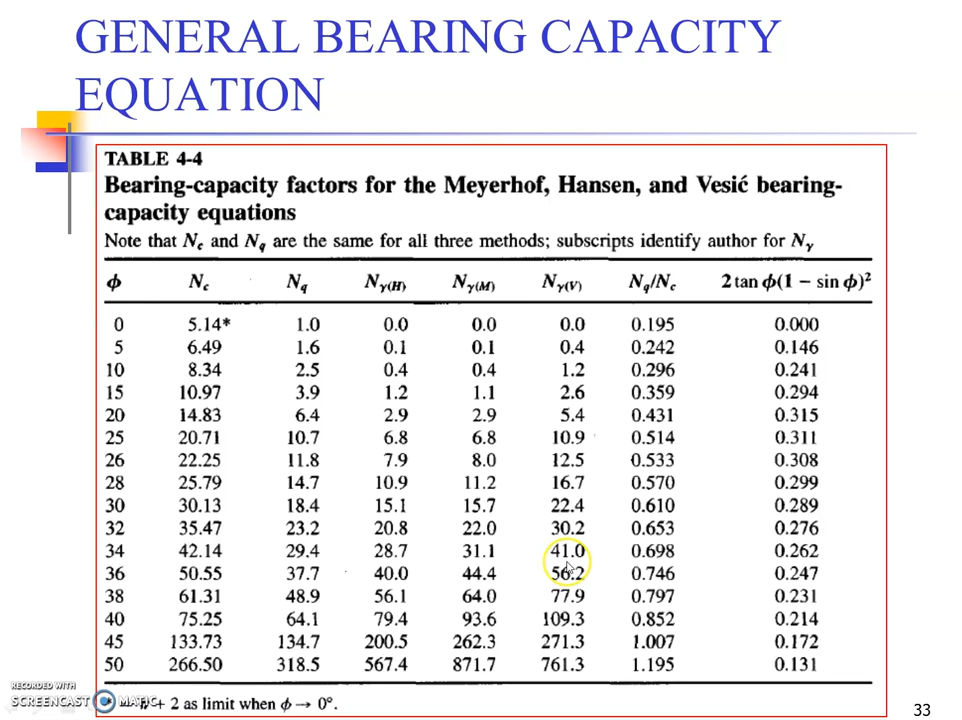 GENERAL BEARING CAPACITY
EQUATION
TABLE 4-4
Bearing-capacity factors for the Meyerhof, Hansen, and Vesić bearing-
capacity equations
Note that Nc and Nq are the same for all three methods; subscripts identify author for Nγ
ϕ Nc Nq Nγ(H) Nγ(M) Nγ(V) Nq/Nc 2 tan ϕ(1 − sin ϕ)²
0 5.14* 1.0 0.0 0.0 0.0 0.195 0.000
5 6.49 1.6 0.1 0.1 0.4 0.242 0.146
10 8.34 2.5 0.4 0.4 1.2 0.296 0.241
15 10.97 3.9 1.2 1.1 2.6 0.359 0.294
20 14.83 6.4 2.9 2.9 5.4 0.431 0.315
25 20.71 10.7 6.8 6.8 10.9 0.514 0.311
26 22.25 11.8 7.9 8.0 12.5 0.533 0.308
28 25.79 14.7 10.9 11.2 16.7 0.570 0.299
30 30.13 18.4 15.1 15.7 22.4 0.610 0.289
32 35.47 23.2 20.8 22.0 30.2 0.653 0.276
34 42.14 29.4 28.7 31.1 41.0 0.698 0.262
36 50.55 37.7 40.0 44.4 56.2 0.746 0.247
38 61.31 48.9 56.1 64.0 77.9 0.797 0.231
40 75.25 64.1 79.4 93.6 109.3 0.852 0.214
45 133.73 134.7 200.5 262.3 271.3 1.007 0.172
50 266.50 318.5 567.4 871.7 761.3 1.195 0.131
+ 2 as limit when ϕ → 0°.
RECORDED WITH
SCREENCAST MATIC
33